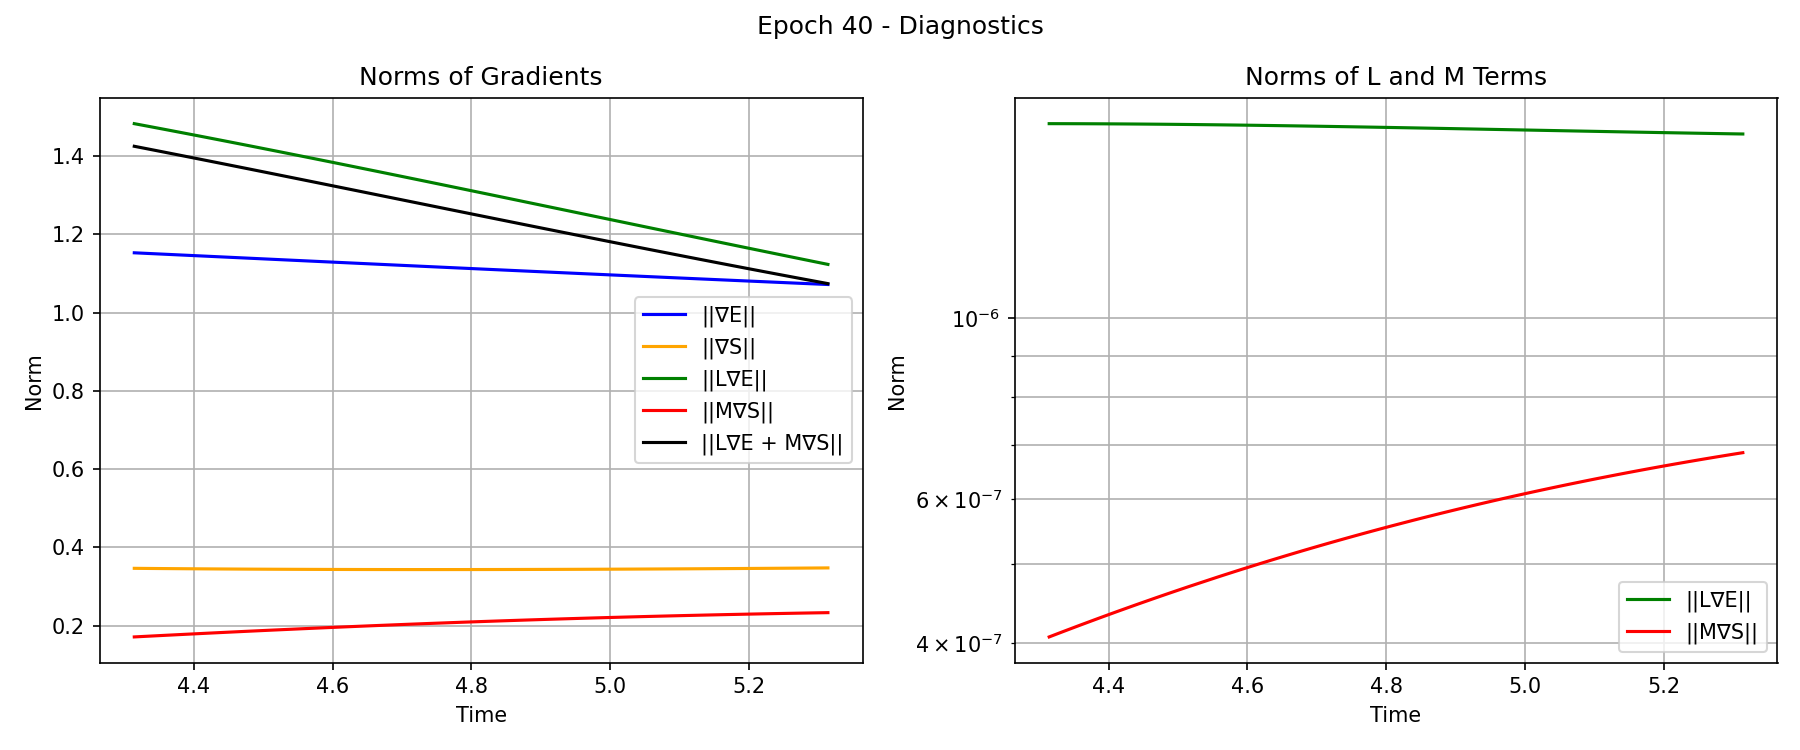 Epoch 40 - Diagnostics
Norms of Gradients
Norm
1.4
1.2
1.0
0.8
0.6
0.4
0.2
||∇E||
||∇S||
||L∇E||
||M∇S||
||L∇E + M∇S||
4.4
4.6
4.8
5.0
5.2
Time
Norms of L and M Terms
Norm
10⁻⁶
6 × 10⁻⁷
4 × 10⁻⁷
||L∇E||
||M∇S||
4.4
4.6
4.8
5.0
5.2
Time